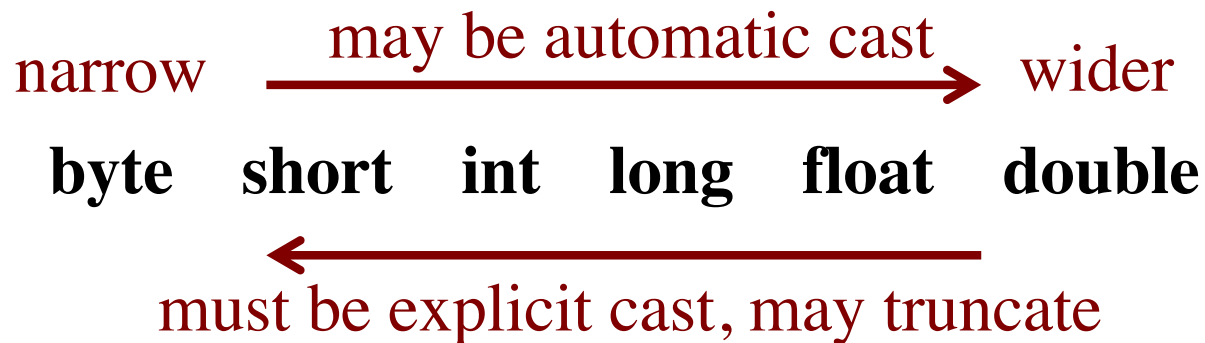 may be automatic cast
narrow wider
byte short int long float double
must be explicit cast, may truncate